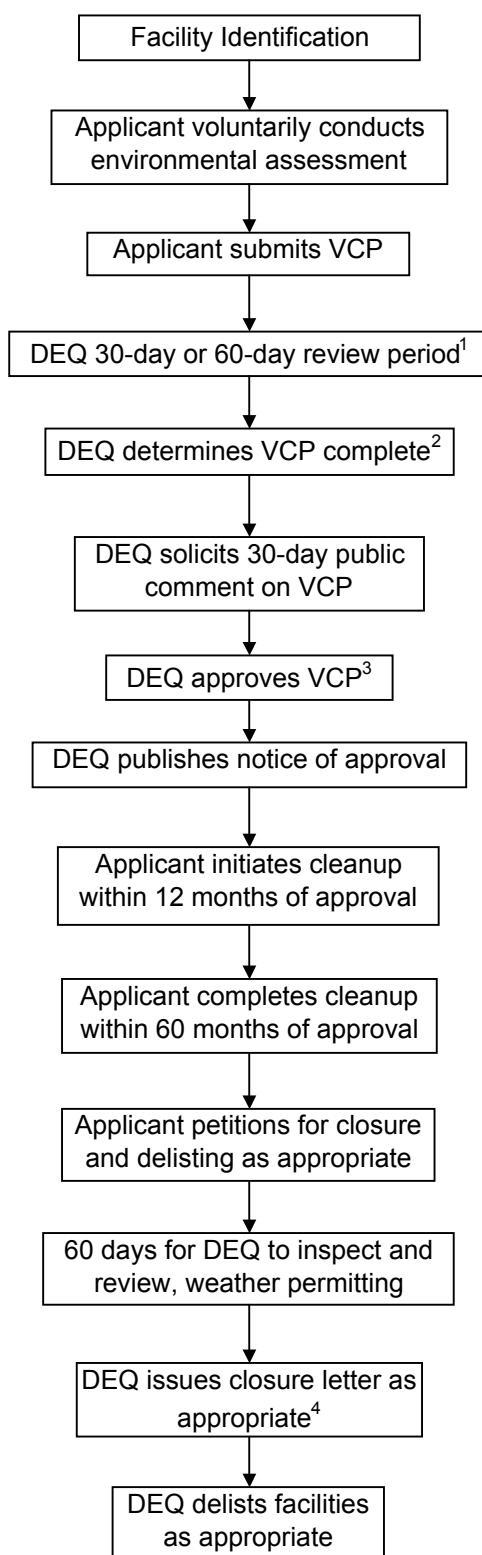 Facility Identification
Applicant voluntarily conducts
environmental assessment
Applicant submits VCP
DEQ 30-day or 60-day review period¹
DEQ determines VCP complete²
DEQ solicits 30-day public
comment on VCP
DEQ approves VCP³
DEQ publishes notice of approval
Applicant initiates cleanup
within 12 months of approval
Applicant completes cleanup
within 60 months of approval
Applicant petitions for closure
and delisting as appropriate
60 days for DEQ to inspect and
review, weather permitting
DEQ issues closure letter as
appropriate⁴
DEQ delists facilities
as appropriate